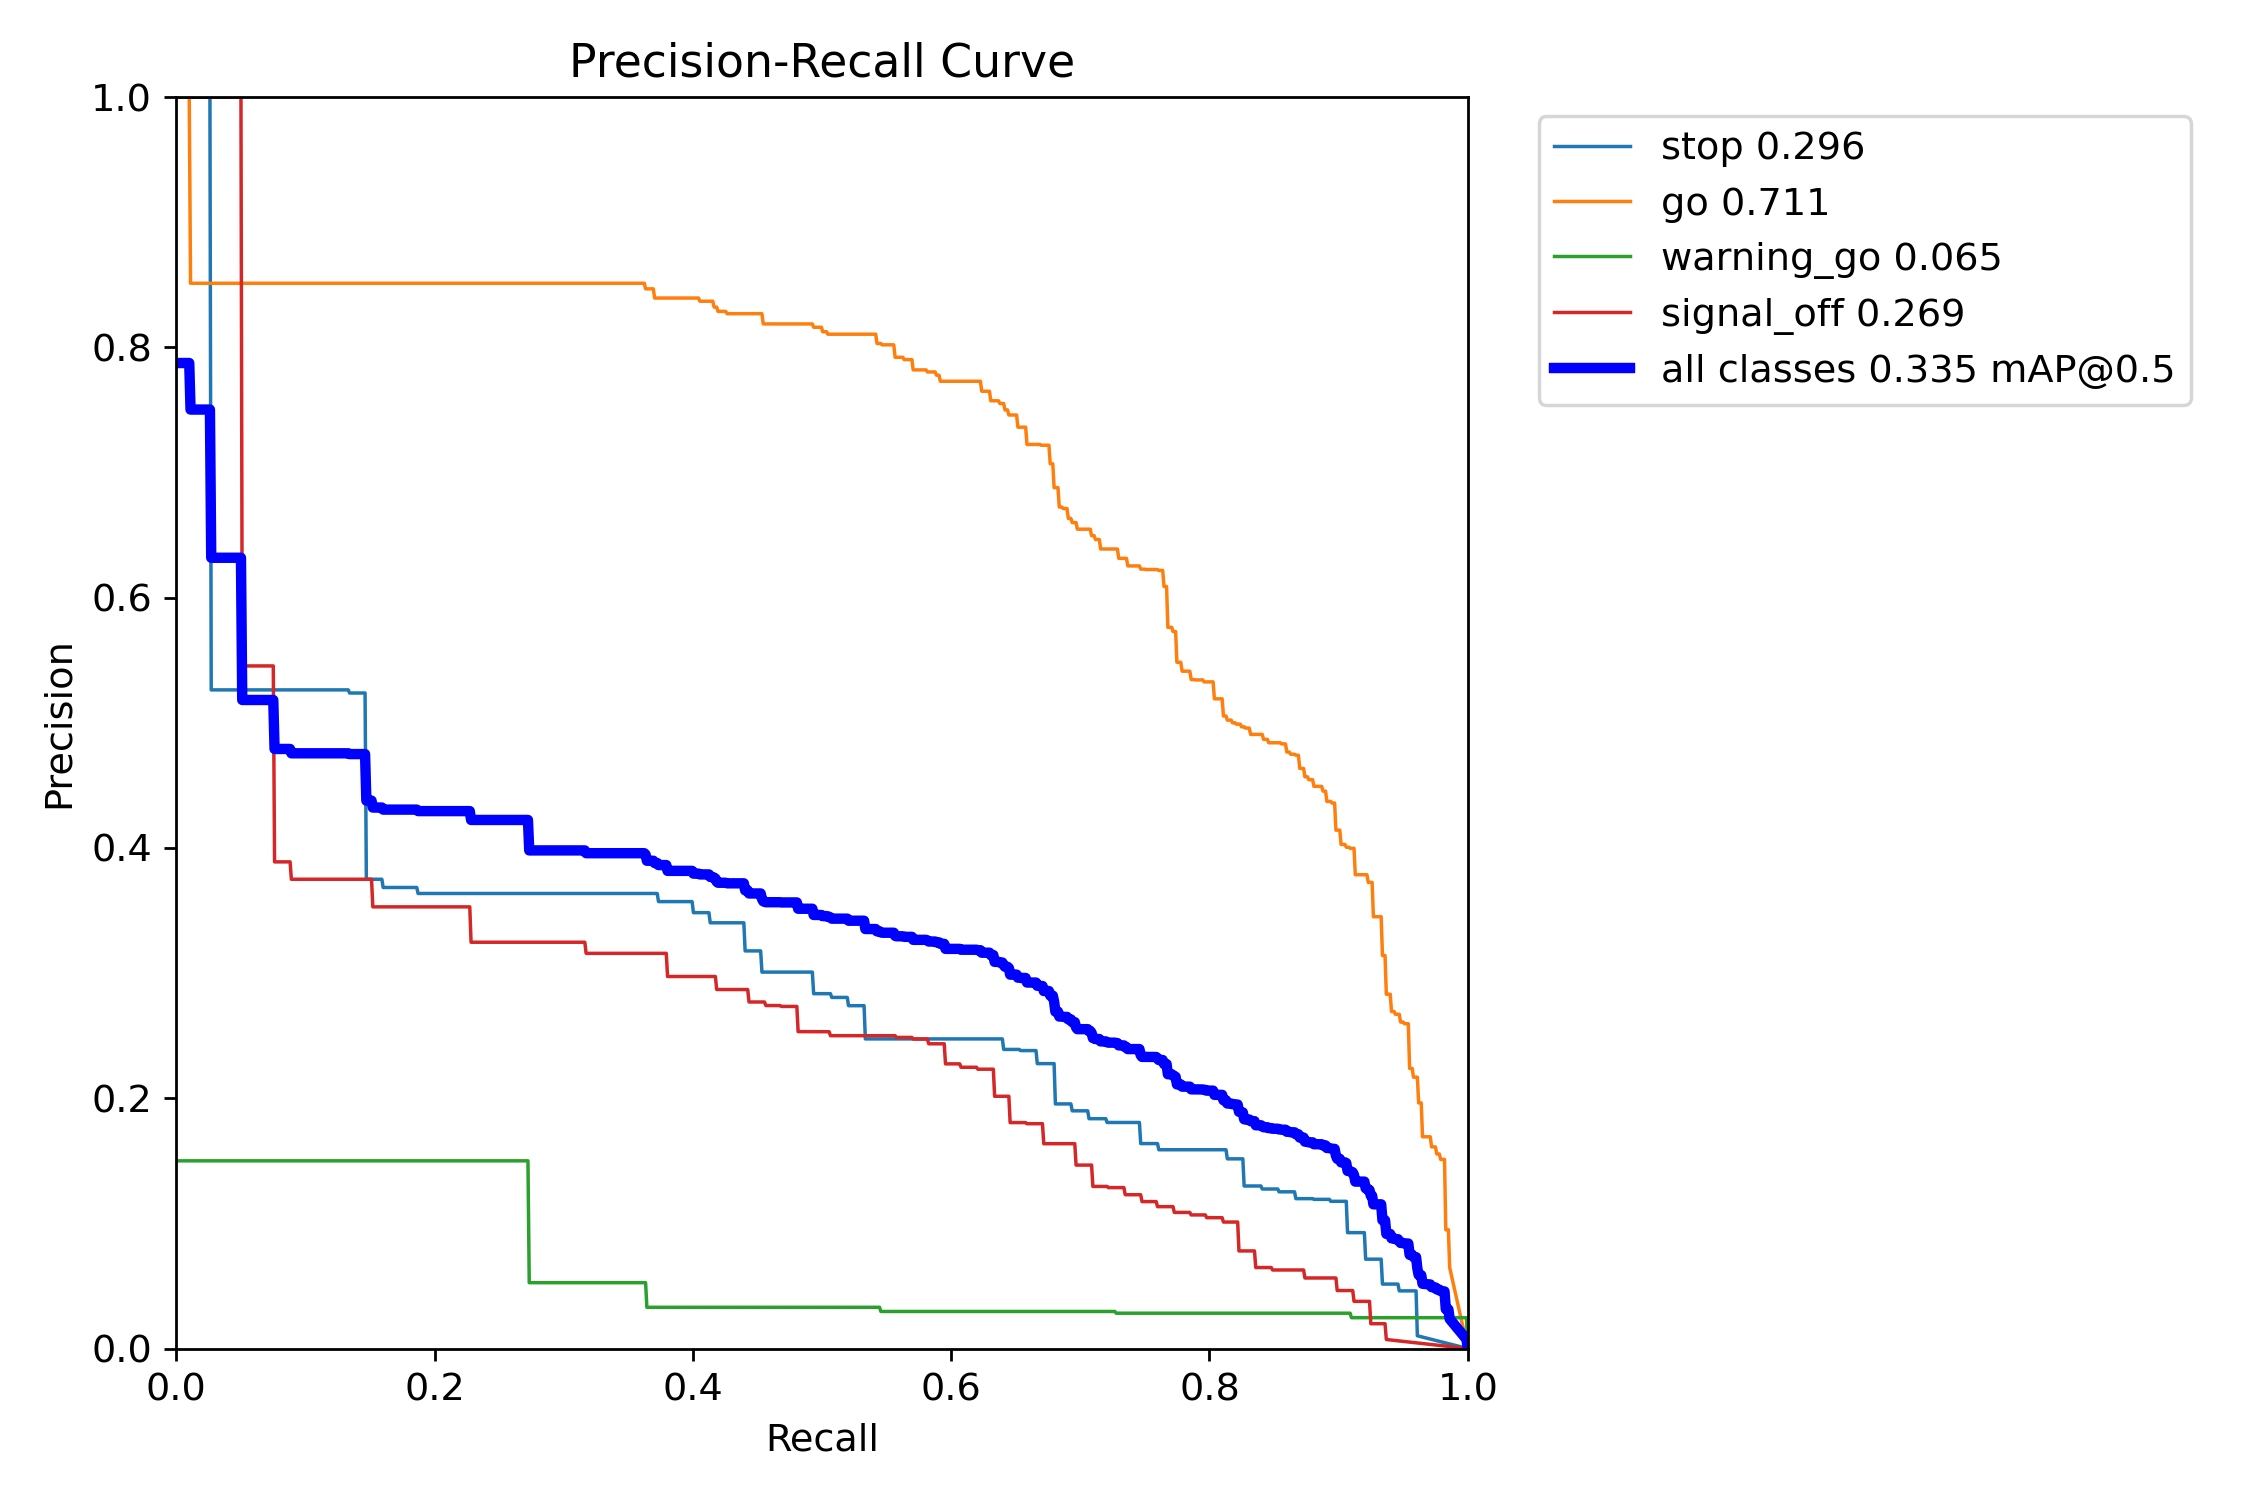 Precision-Recall Curve
1.0
0.8
0.6
0.4
0.2
0.0
Precision
0.0 0.2 0.4 0.6 0.8 1.0
Recall
stop 0.296
go 0.711
warning_go 0.065
signal_off 0.269
all classes 0.335 mAP@0.5